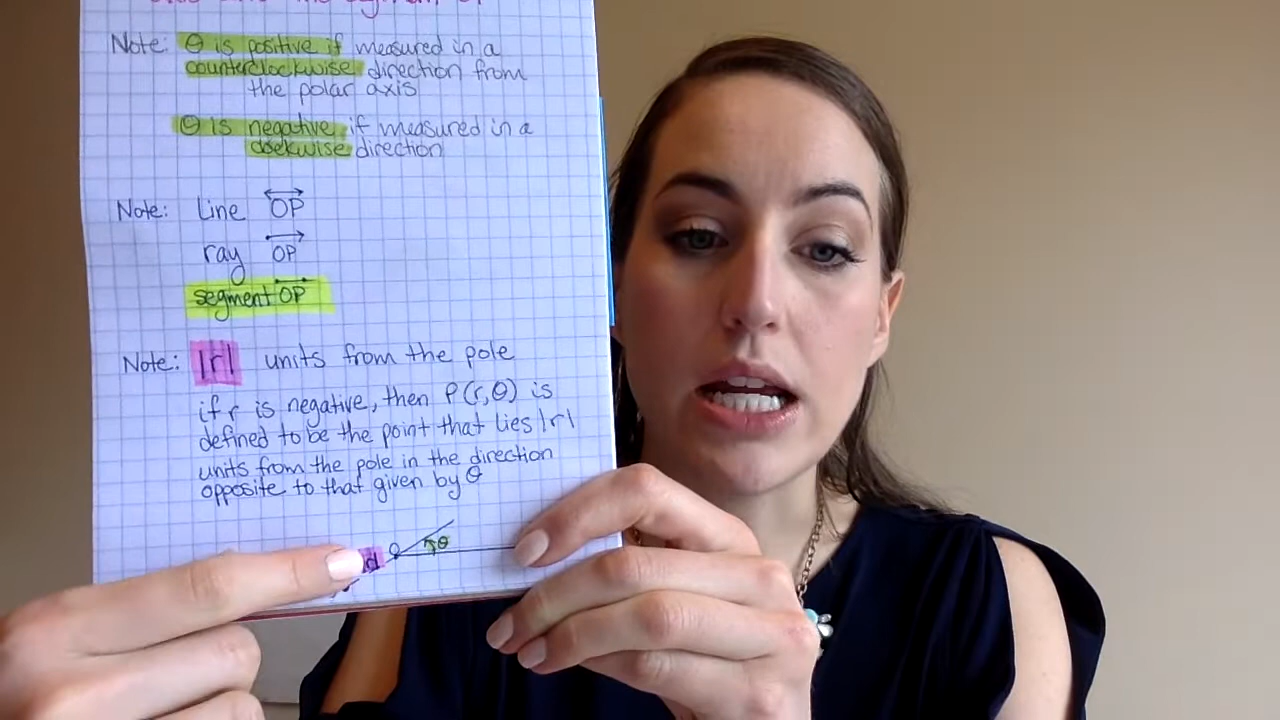 Note: θ is positive if measured in a
counterclockwise direction from
the polar axis
θ is negative if measured in a
clockwise direction
Note: Line OP
ray OP
segment OP
Note: |r| units from the pole
if r is negative, then P(r,θ) is
defined to be the point that lies |r|
units from the pole in the direction
opposite to that given by θ
O θ
d